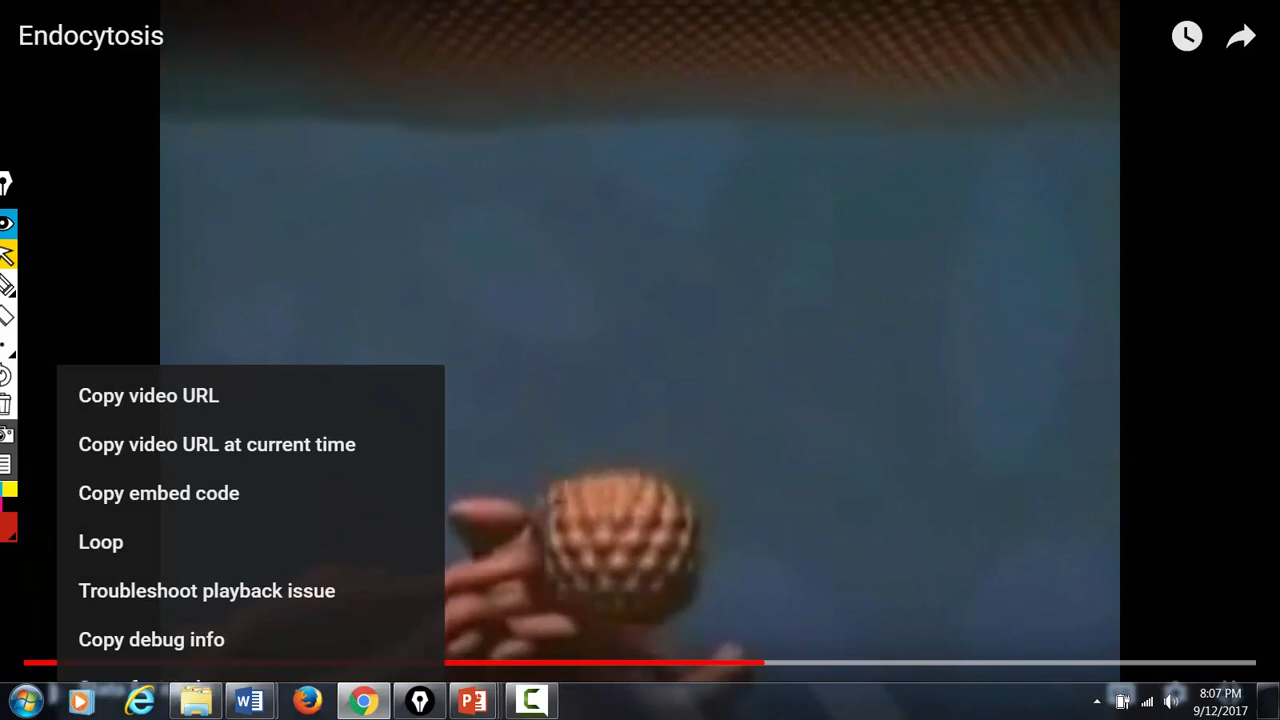 Endocytosis
Copy video URL
Copy video URL at current time
Copy embed code
Loop
Troubleshoot playback issue
Copy debug info
8:07 PM
9/12/2017